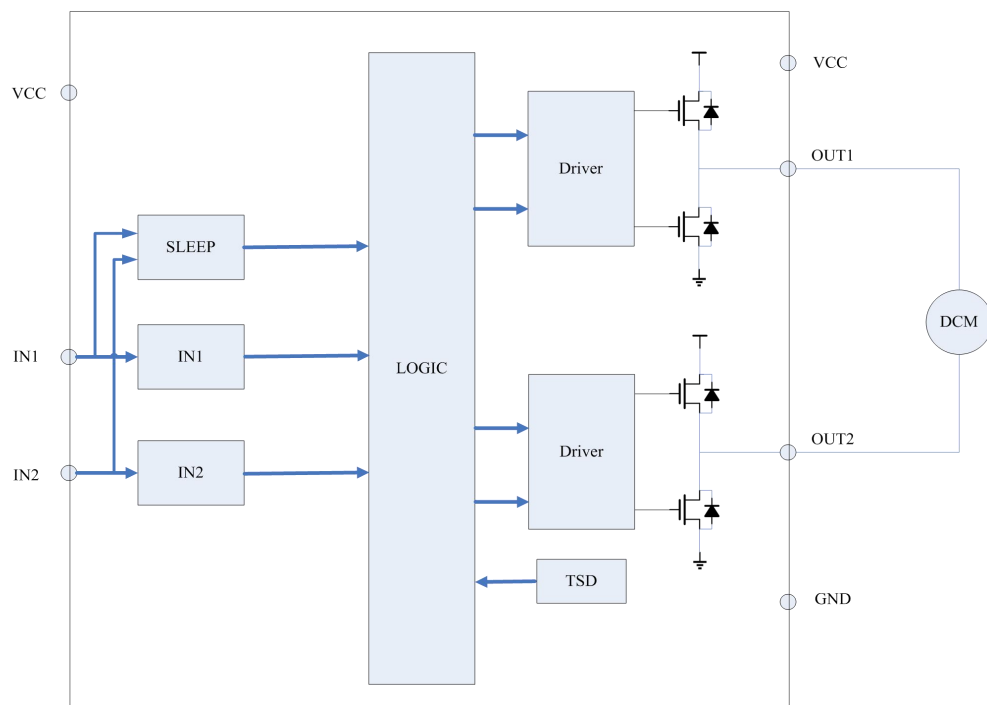 VCC
VCC
OUT1
Driver
SLEEP
IN1
IN1
LOGIC
DCM
IN2
IN2
Driver
OUT2
TSD
GND